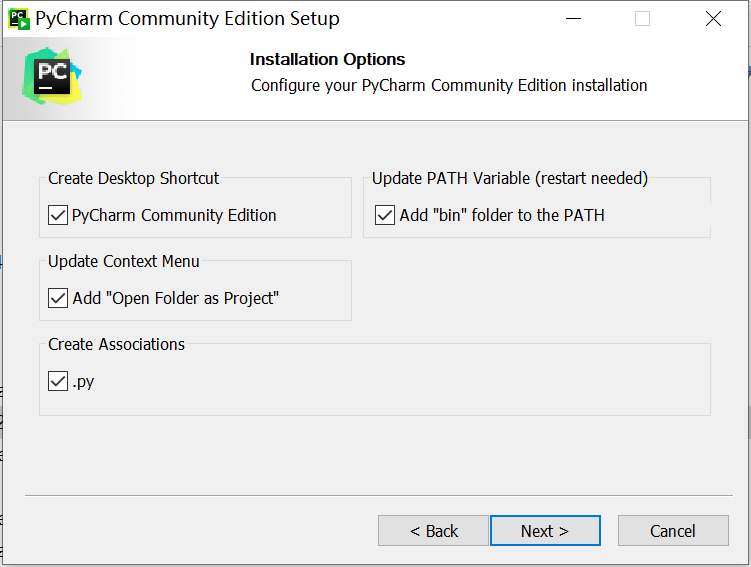 PyCharm Community Edition Setup
PC
Installation Options
Configure your PyCharm Community Edition installation
Create Desktop Shortcut
PyCharm Community Edition
Update PATH Variable (restart needed)
Add "bin" folder to the PATH
Update Context Menu
Add "Open Folder as Project"
Create Associations
.py
< Back
Next >
Cancel